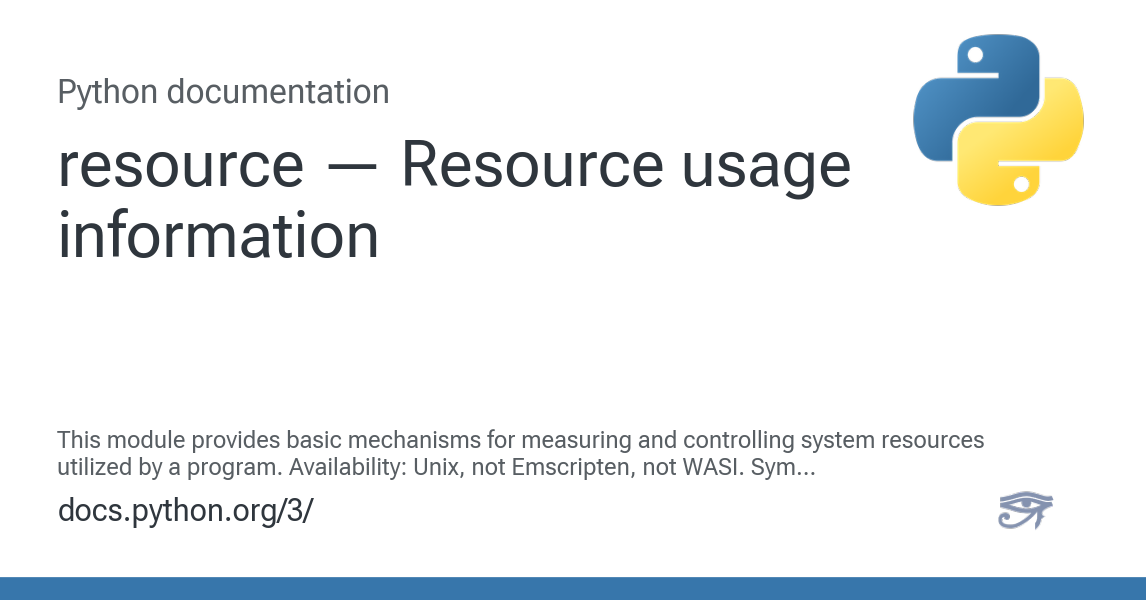 Python documentation
resource — Resource usage
information
This module provides basic mechanisms for measuring and controlling system resources
utilized by a program. Availability: Unix, not Emscripten, not WASI. Sym...
docs.python.org/3/